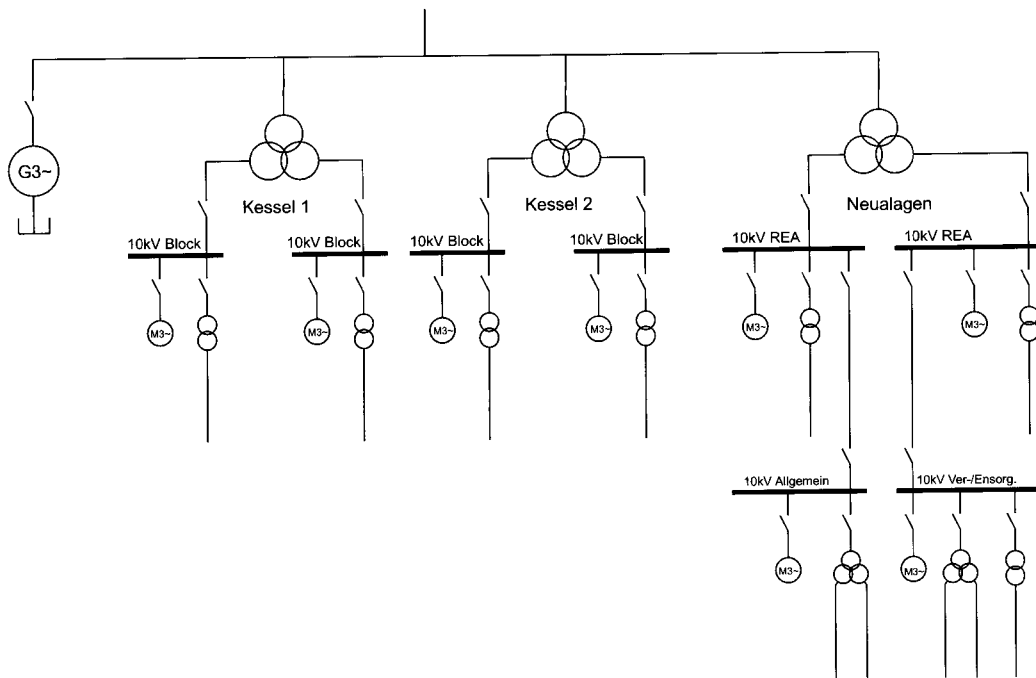 G3~
Kessel 1
Kessel 2
Neualagen
10kV Block
10kV Block
10kV Block
10kV Block
10kV REA
10kV REA
M3~
M3~
M3~
M3~
M3~
M3~
10kV Allgemein
10kV Ver-/Ensorg.
M3~
M3~